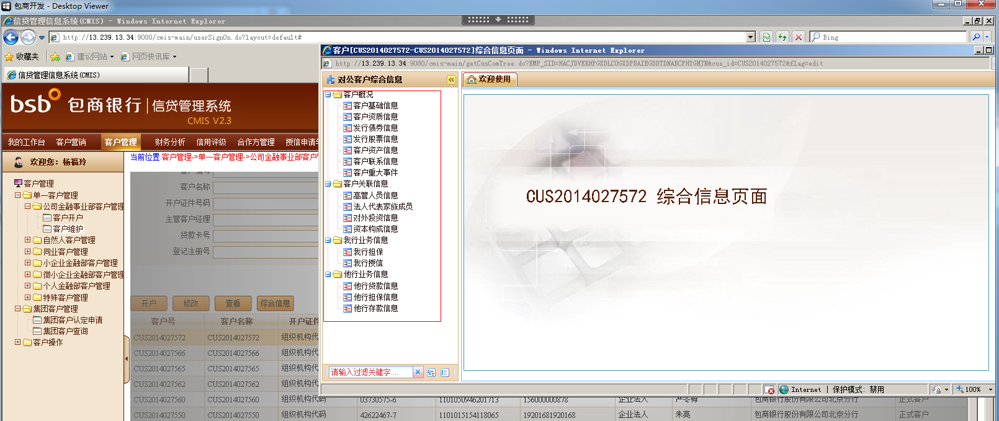 包商开发 - Desktop Viewer
信贷管理信息系统(CMIS) - Windows Internet Explorer
http://13.239.13.34:9080/cmis-main/userSignOn.do?layout=default#
Bing
收藏夹
建议网站
网页快讯库
信贷管理信息系统(CMIS)
bsb 包商银行 | 信贷管理系统
CMIS V2.3
我的工作台 客户营销 客户管理 财务分析 信用评级 合作方管理 授信申请
欢迎您: 杨福玲
客户管理
单一客户管理
公司金融事业部客户管理
客户开户
客户维护
自然人客户管理
同业客户管理
小企业金融部客户管理
微小企业金融部客户管理
个人金融部客户管理
特殊客户管理
集团客户管理
集团客户认定申请
集团客户查询
客户操作
当前位置:客户管理->单一客户管理->公司金融事业部客户
客户编号
客户名称
开户证件号码
主管客户经理
贷款卡号
登记注册号
开户 修改 查看 综合信息
客户号 客户名称 开户证件
CUS2014027572 CUS2014027572 组织机构代
CUS2014027566 CUS2014027566 组织机构代
CUS2014027565 CUS2014027565 组织机构代
CUS2014027562 CUS2014027562 组织机构代
CUS2014027560 CUS2014027560 组织机构代码 03730575-6 1101050946201713 156000000878 企业法人 严冬梅 包商银行股份有限公司北京分行 正式客户
CUS2014027550 CUS2014027550 组织机构代码 42622467-7 1101015154118065 19201681920168 企业法人 朱亮 包商银行股份有限公司北京分行 正式客户
客户[CUS2014027572-CUS2014027572]综合信息页面 - Windows Internet Explorer
http://13.239.13.34:9080/cmis-main/getCusComTree.do?EMP_SID=HACJDVERHPGXDLCOGXDPBAIEGDDTDNABCPHYGNJN&cus_id=CUS2014027572&flag=edit
对公客户综合信息
欢迎使用
客户概况
客户基础信息
客户资质信息
发行债券信息
发行股票信息
客户资产信息
客户联系信息
客户重大事件
客户关联信息
高管人员信息
法人代表家族成员
对外投资信息
资本构成信息
我行业务信息
我行担保
我行授信
他行业务信息
他行贷款信息
他行担保信息
他行存款信息
请输入过滤关键字....
CUS2014027572 综合信息页面
Internet | 保护模式: 禁用
100%